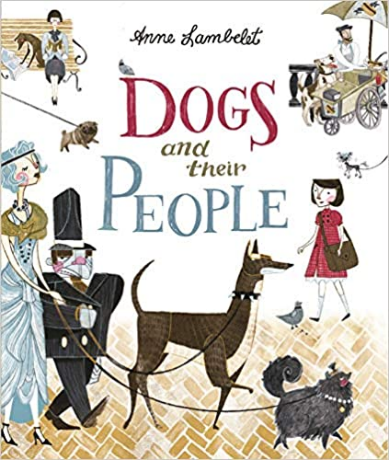 Anne Lambelet
DOGS
and
their
PEOPLE